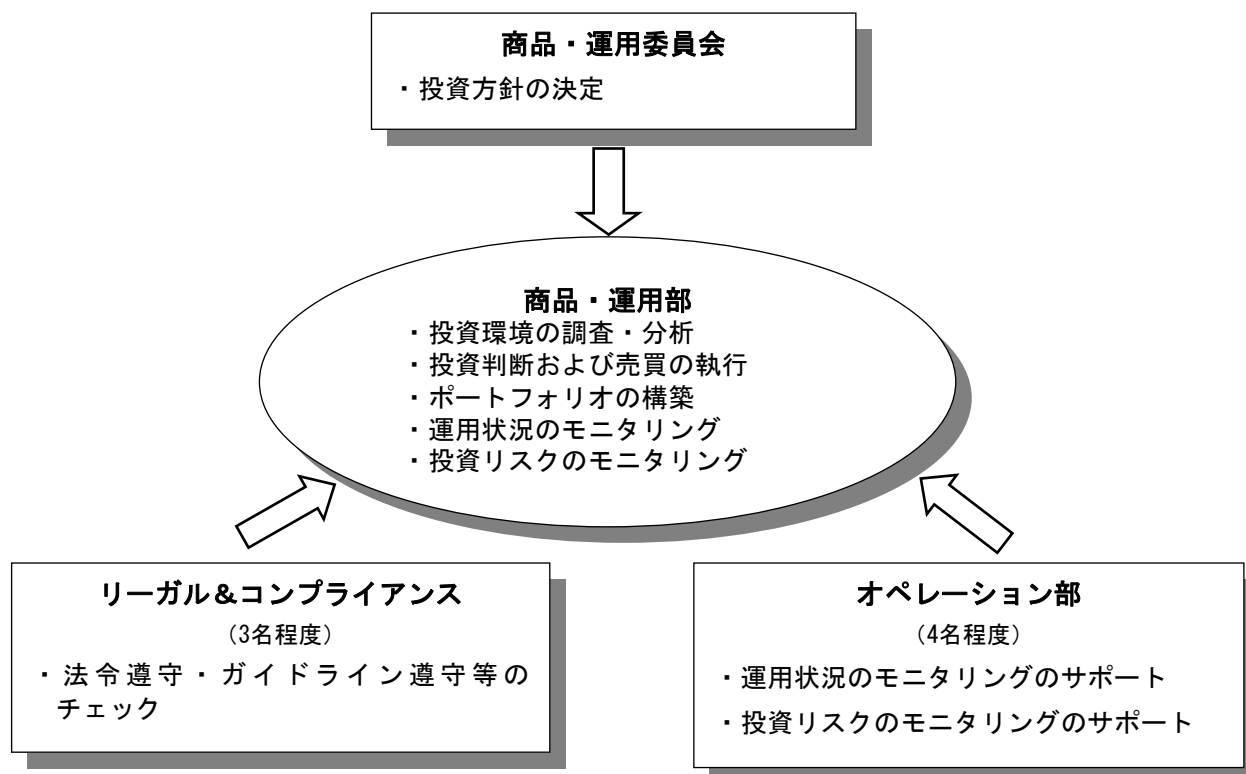 商品・運用委員会
・投資方針の決定
商品・運用部
・投資環境の調査・分析
・投資判断および売買の執行
・ポートフォリオの構築
・運用状況のモニタリング
・投資リスクのモニタリング
リーガル＆コンプライアンス
（3名程度）
・法令遵守・ガイドライン遵守等の
チェック
オペレーション部
（4名程度）
・運用状況のモニタリングのサポート
・投資リスクのモニタリングのサポート